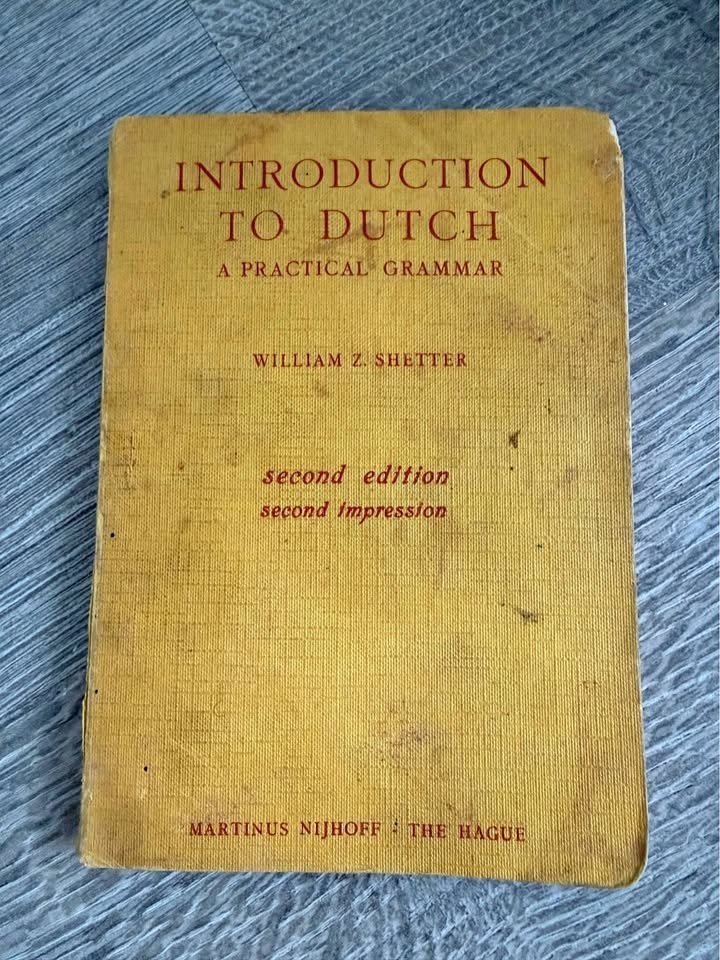 INTRODUCTION
TO DUTCH
A PRACTICAL GRAMMAR
WILLIAM Z. SHETTER
second edition
second impression
MARTINUS NIJHOFF · THE HAGUE